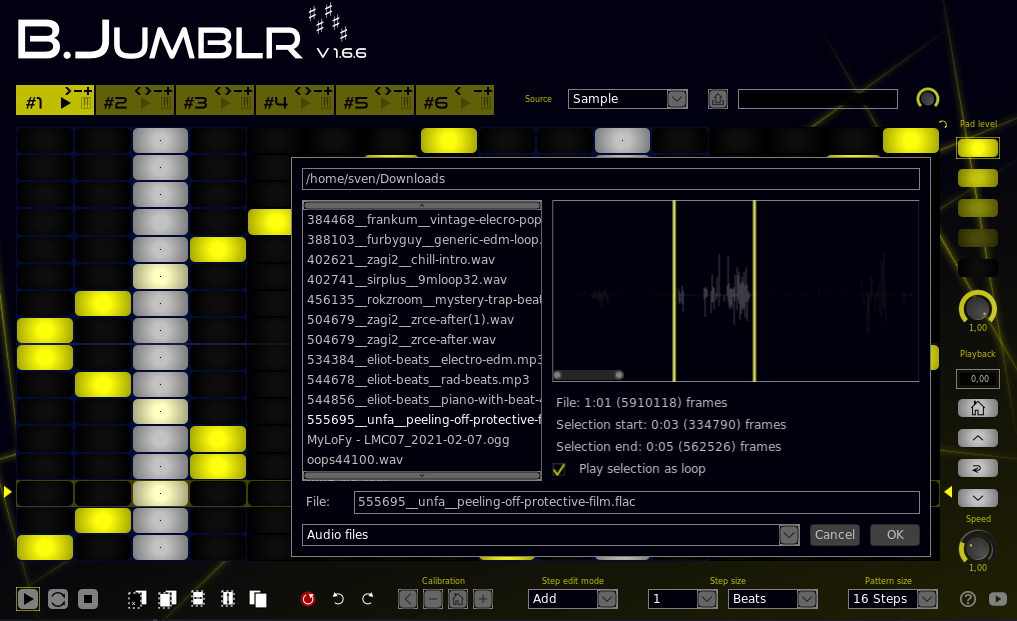 B.JUMBLR
V 1.6.6
#1 #2 #3 #4 #5 #6
Source
Sample
Pad level
/home/sven/Downloads
384468__frankum__vintage-elecro-pop
388103__furbyguy__generic-edm-loop.
402621__zagi2__chill-intro.wav
402741__sirplus__9mloop32.wav
456135__rokzroom__mystery-trap-beat
504679__zagi2__zrce-after(1).wav
504679__zagi2__zrce-after.wav
534384__eliot-beats__electro-edm.mp3
544678__eliot-beats__rad-beats.mp3
544856__eliot-beats__piano-with-beat-
555695__unfa__peeling-off-protective-f
MyLoFy - LMC07_2021-02-07.ogg
oops44100.wav
File: 1:01 (5910118) frames
Selection start: 0:03 (334790) frames
Selection end: 0:05 (562526) frames
Play selection as loop
File:
555695__unfa__peeling-off-protective-film.flac
Audio files
Cancel
OK
1,00
Playback
0,00
Speed
1,00
Calibration
Step edit mode
Step size
Pattern size
Add
1
Beats
16 Steps